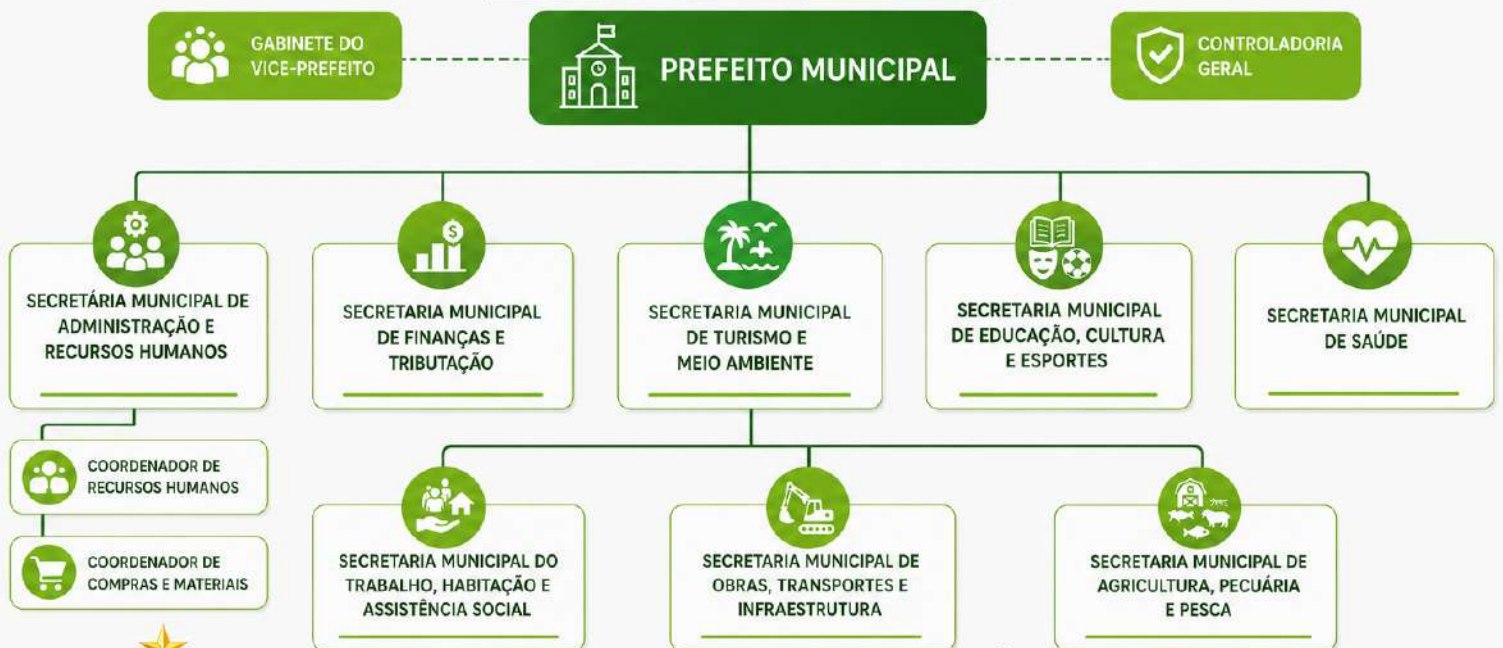 GABINETE DO
VICE-PREFEITO
PREFEITO MUNICIPAL
CONTROLADORIA
GERAL
SECRETÁRIA MUNICIPAL DE
ADMINISTRAÇÃO E
RECURSOS HUMANOS
SECRETARIA MUNICIPAL
DE FINANÇAS E
TRIBUTAÇÃO
SECRETARIA MUNICIPAL
DE TURISMO E
MEIO AMBIENTE
SECRETARIA MUNICIPAL
DE EDUCAÇÃO, CULTURA
E ESPORTES
SECRETARIA MUNICIPAL
DE SAÚDE
COORDENADOR DE
RECURSOS HUMANOS
COORDENADOR DE
COMPRAS E MATERIAIS
SECRETARIA MUNICIPAL DO
TRABALHO, HABITAÇÃO E
ASSISTÊNCIA SOCIAL
SECRETARIA MUNICIPAL DE
OBRAS, TRANSPORTES E
INFRAESTRUTURA
SECRETARIA MUNICIPAL DE
AGRICULTURA, PECUÁRIA
E PESCA